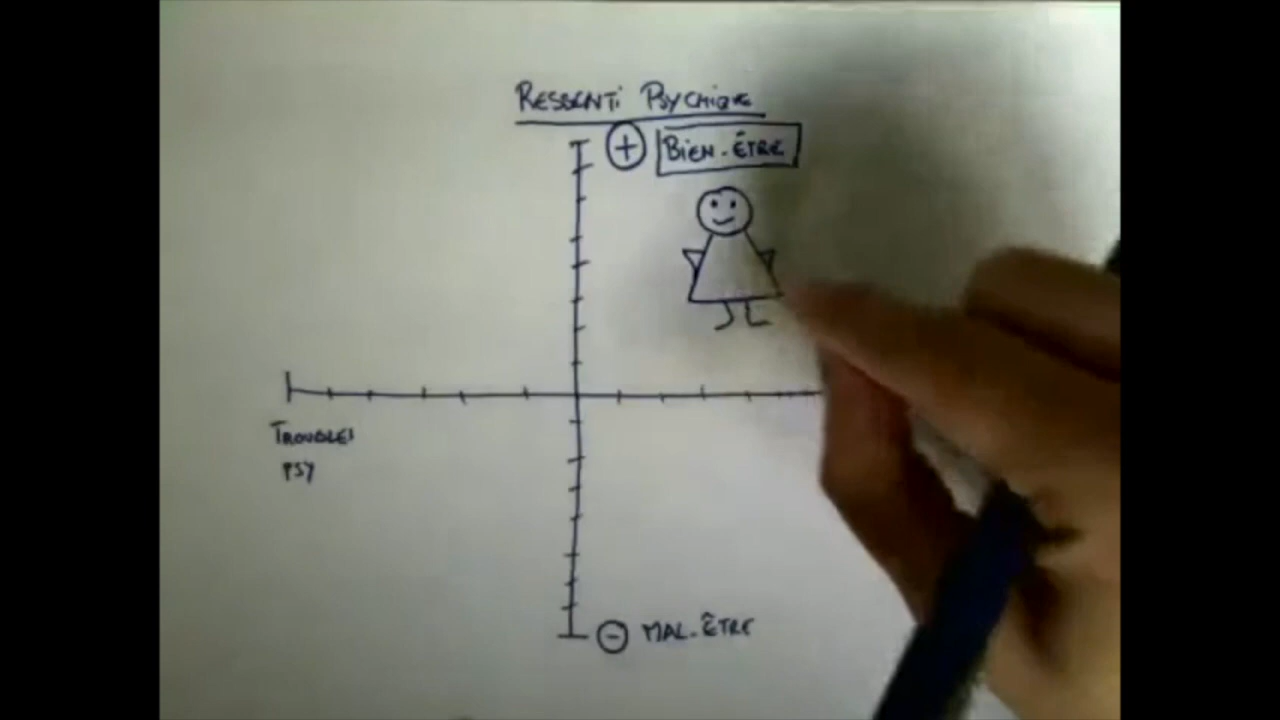 RESSENTI PSYCHIQUE
+ BIEN-ÊTRE
TROUBLES
PSY
- MAL-ÊTRE